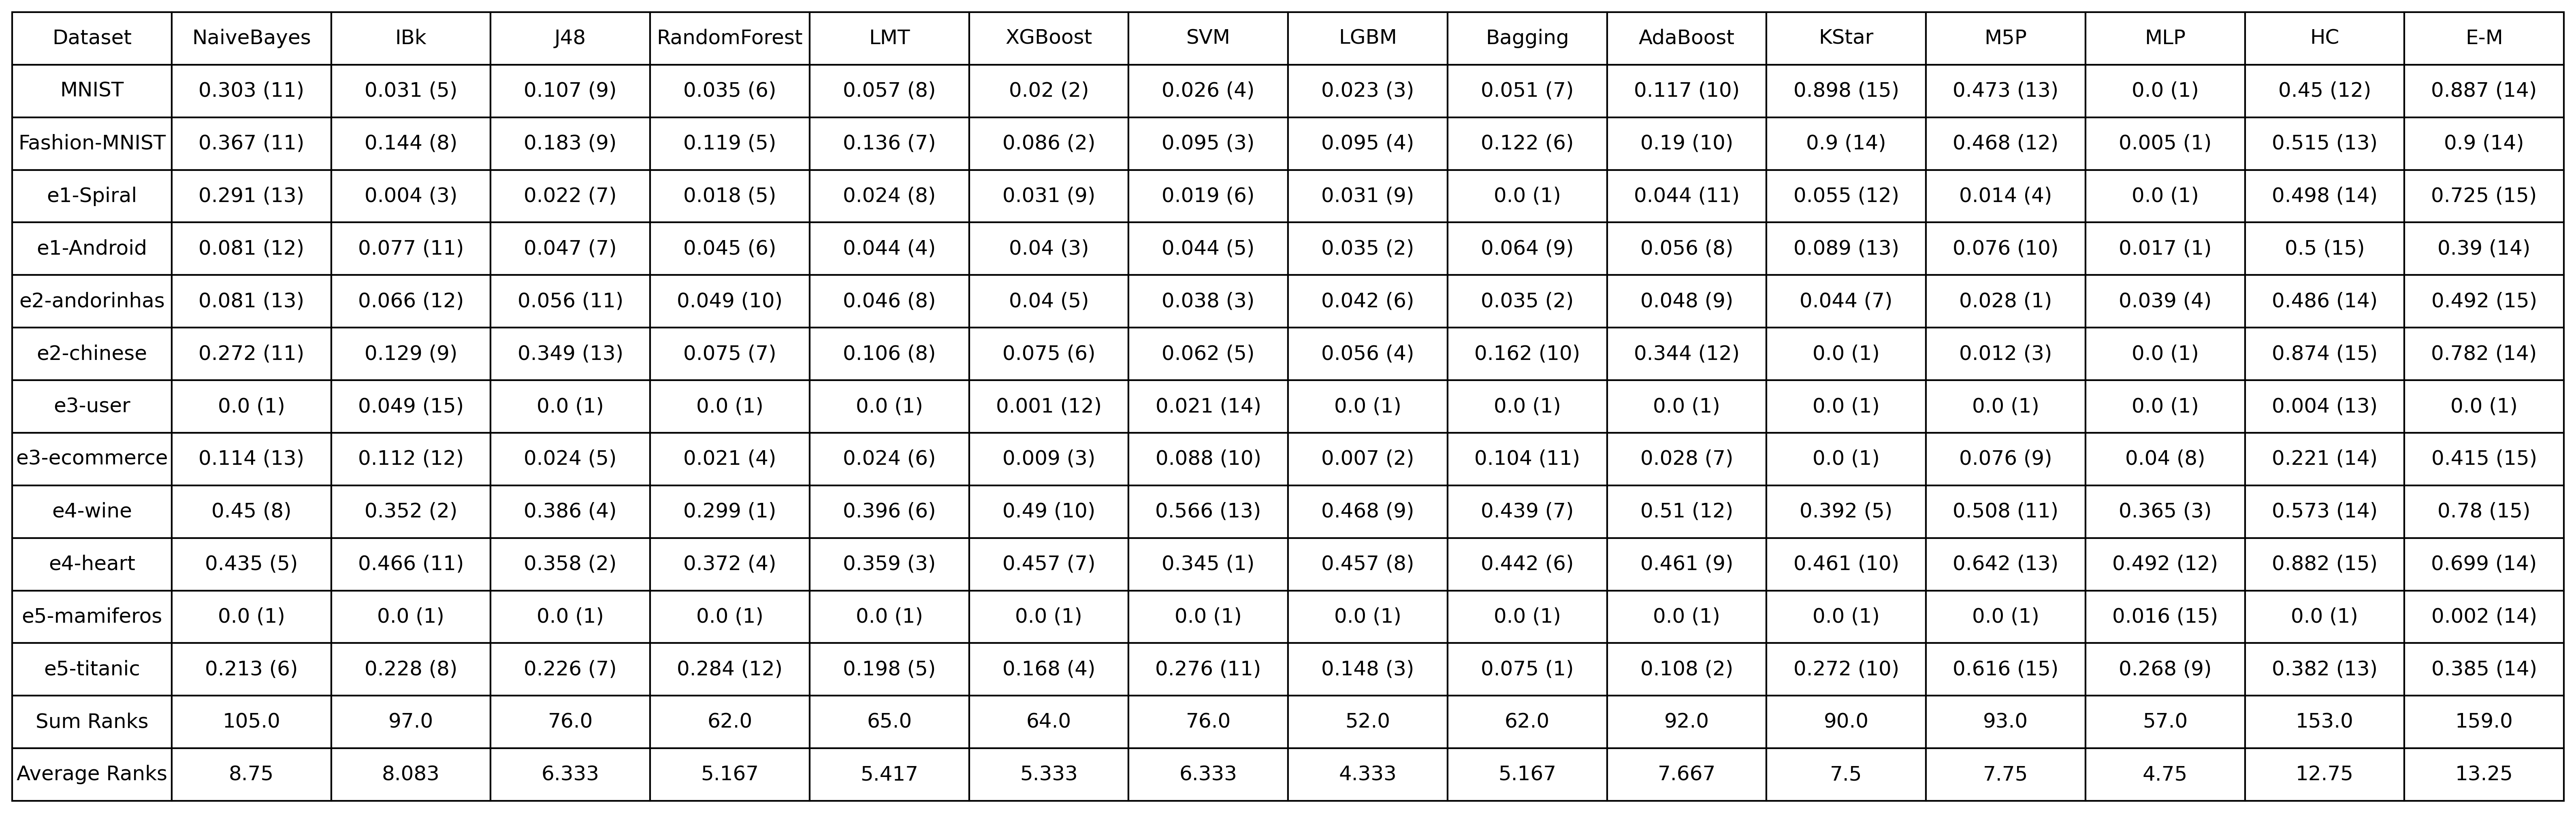 Dataset NaiveBayes IBk J48 RandomForest LMT XGBoost SVM LGBM Bagging AdaBoost KStar M5P MLP HC E-M
MNIST 0.303 (11) 0.031 (5) 0.107 (9) 0.035 (6) 0.057 (8) 0.02 (2) 0.026 (4) 0.023 (3) 0.051 (7) 0.117 (10) 0.898 (15) 0.473 (13) 0.0 (1) 0.45 (12) 0.887 (14)
Fashion-MNIST 0.367 (11) 0.144 (8) 0.183 (9) 0.119 (5) 0.136 (7) 0.086 (2) 0.095 (3) 0.095 (4) 0.122 (6) 0.19 (10) 0.9 (14) 0.468 (12) 0.005 (1) 0.515 (13) 0.9 (14)
e1-Spiral 0.291 (13) 0.004 (3) 0.022 (7) 0.018 (5) 0.024 (8) 0.031 (9) 0.019 (6) 0.031 (9) 0.0 (1) 0.044 (11) 0.055 (12) 0.014 (4) 0.0 (1) 0.498 (14) 0.725 (15)
e1-Android 0.081 (12) 0.077 (11) 0.047 (7) 0.045 (6) 0.044 (4) 0.04 (3) 0.044 (5) 0.035 (2) 0.064 (9) 0.056 (8) 0.089 (13) 0.076 (10) 0.017 (1) 0.5 (15) 0.39 (14)
e2-andorinhas 0.081 (13) 0.066 (12) 0.056 (11) 0.049 (10) 0.046 (8) 0.04 (5) 0.038 (3) 0.042 (6) 0.035 (2) 0.048 (9) 0.044 (7) 0.028 (1) 0.039 (4) 0.486 (14) 0.492 (15)
e2-chinese 0.272 (11) 0.129 (9) 0.349 (13) 0.075 (7) 0.106 (8) 0.075 (6) 0.062 (5) 0.056 (4) 0.162 (10) 0.344 (12) 0.0 (1) 0.012 (3) 0.0 (1) 0.874 (15) 0.782 (14)
e3-user 0.0 (1) 0.049 (15) 0.0 (1) 0.0 (1) 0.0 (1) 0.001 (12) 0.021 (14) 0.0 (1) 0.0 (1) 0.0 (1) 0.0 (1) 0.0 (1) 0.0 (1) 0.004 (13) 0.0 (1)
e3-ecommerce 0.114 (13) 0.112 (12) 0.024 (5) 0.021 (4) 0.024 (6) 0.009 (3) 0.088 (10) 0.007 (2) 0.104 (11) 0.028 (7) 0.0 (1) 0.076 (9) 0.04 (8) 0.221 (14) 0.415 (15)
e4-wine 0.45 (8) 0.352 (2) 0.386 (4) 0.299 (1) 0.396 (6) 0.49 (10) 0.566 (13) 0.468 (9) 0.439 (7) 0.51 (12) 0.392 (5) 0.508 (11) 0.365 (3) 0.573 (14) 0.78 (15)
e4-heart 0.435 (5) 0.466 (11) 0.358 (2) 0.372 (4) 0.359 (3) 0.457 (7) 0.345 (1) 0.457 (8) 0.442 (6) 0.461 (9) 0.461 (10) 0.642 (13) 0.492 (12) 0.882 (15) 0.699 (14)
e5-mamiferos 0.0 (1) 0.0 (1) 0.0 (1) 0.0 (1) 0.0 (1) 0.0 (1) 0.0 (1) 0.0 (1) 0.0 (1) 0.0 (1) 0.0 (1) 0.0 (1) 0.016 (15) 0.0 (1) 0.002 (14)
e5-titanic 0.213 (6) 0.228 (8) 0.226 (7) 0.284 (12) 0.198 (5) 0.168 (4) 0.276 (11) 0.148 (3) 0.075 (1) 0.108 (2) 0.272 (10) 0.616 (15) 0.268 (9) 0.382 (13) 0.385 (14)
Sum Ranks 105.0 97.0 76.0 62.0 65.0 64.0 76.0 52.0 62.0 92.0 90.0 93.0 57.0 153.0 159.0
Average Ranks 8.75 8.083 6.333 5.167 5.417 5.333 6.333 4.333 5.167 7.667 7.5 7.75 4.75 12.75 13.25